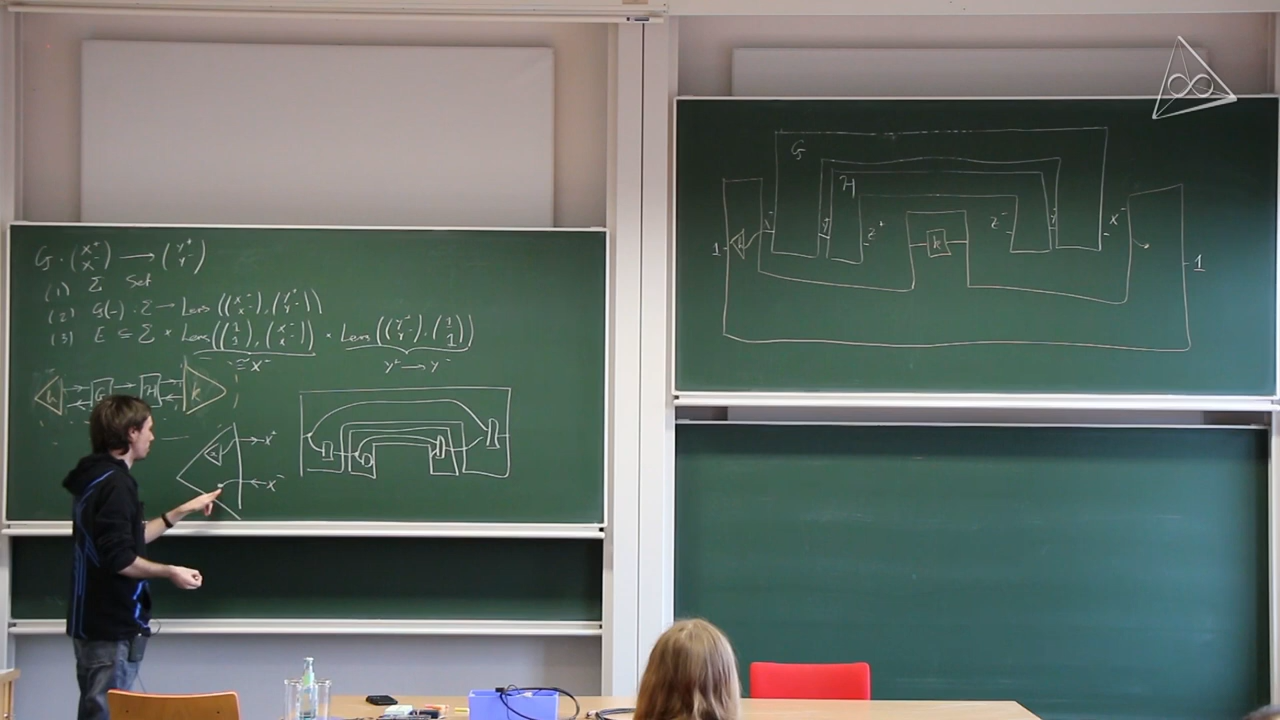 G : (X⁺ X⁻) → (Y⁺ Y⁻)
(1) Σ Set
(2) G(-) : Σ → Lens((X⁺ X⁻), (Y⁺ Y⁻))
(3) E ⊆ Σ × Lens((1 1), (X⁺ X⁻)) × Lens((Y⁺ Y⁻), (1 1))
≅ X⁺
Y⁺ → Y⁻
h G H k
X⁺
X⁻
G
H
1 h Z⁺ k Z⁻ X⁻ 1